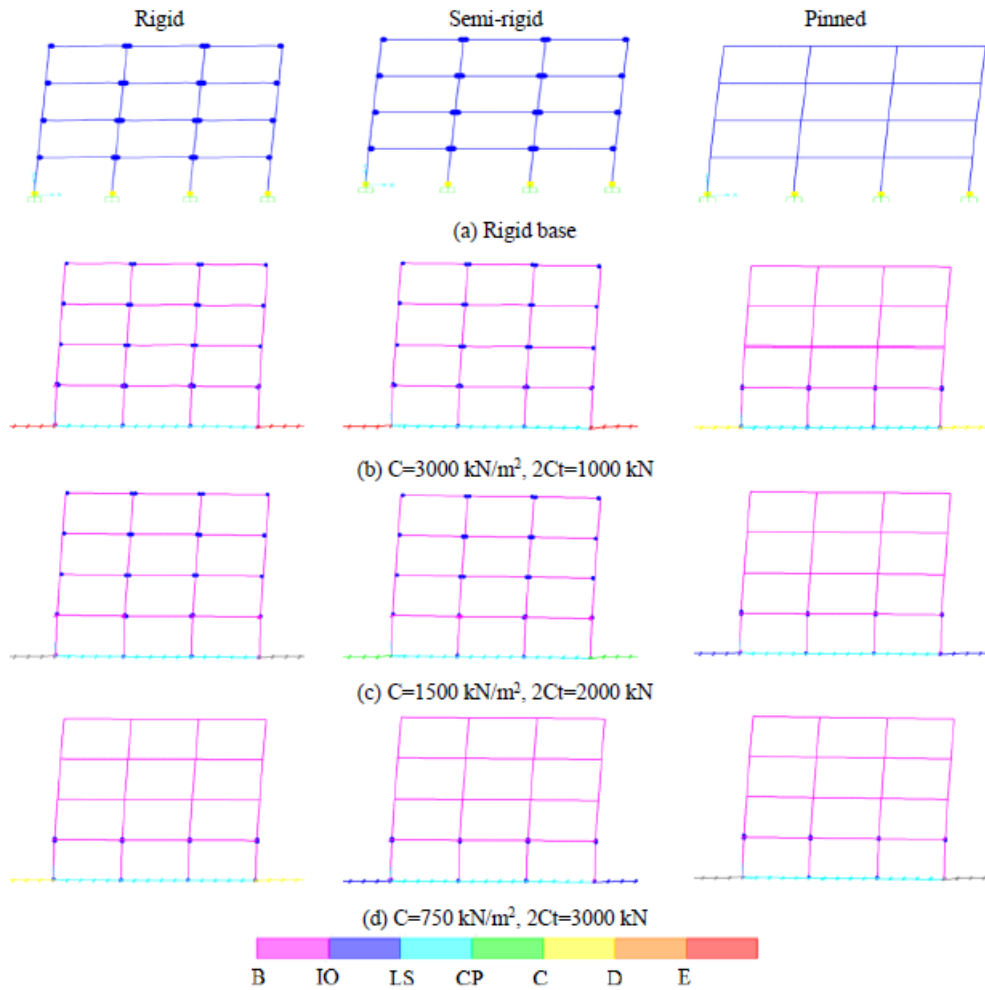 Rigid Semi-rigid Pinned
(a) Rigid base
(b) C=3000 kN/m², 2Ct=1000 kN
(c) C=1500 kN/m², 2Ct=2000 kN
(d) C=750 kN/m², 2Ct=3000 kN
B IO LS CP C D E